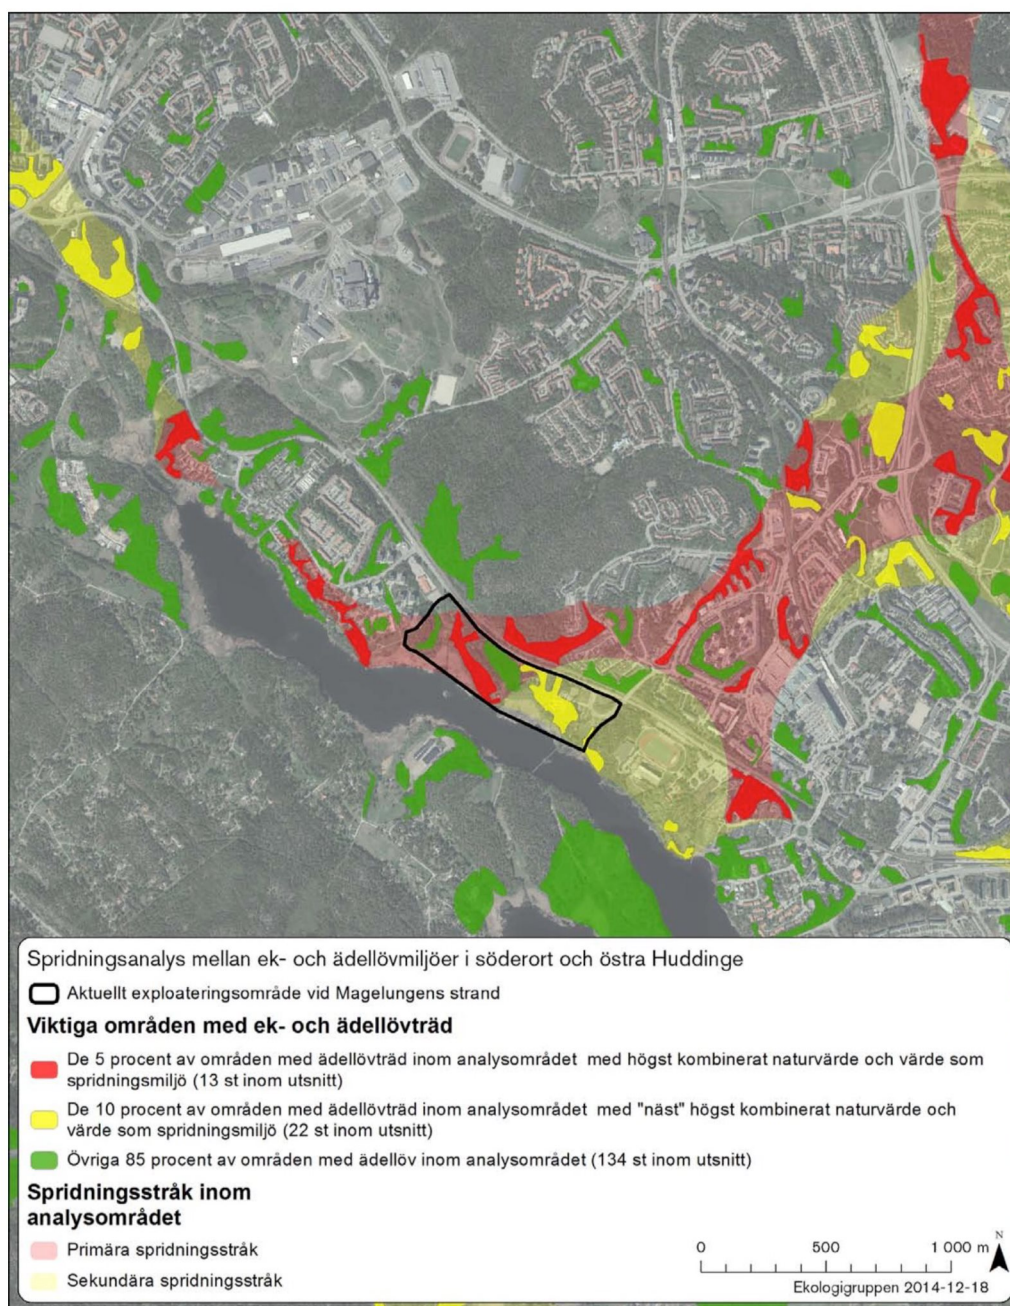 Spridningsanalys mellan ek- och ädellövmiljöer i söderort och östra Huddinge
Aktuellt exploateringsområde vid Magelungens strand
Viktiga områden med ek- och ädellövträd
De 5 procent av områden med ädellövträd inom analysområdet med högst kombinerat naturvärde och värde som
spridningsmiljö (13 st inom utsnitt)
De 10 procent av områden med ädellövträd inom analysområdet med "näst" högst kombinerat naturvärde och
värde som spridningsmiljö (22 st inom utsnitt)
Övriga 85 procent av områden med ädellöv inom analysområdet (134 st inom utsnitt)
Spridningsstråk inom
analysområdet
Primära spridningsstråk
Sekundära spridningsstråk
0 500 1 000 m
N
Ekologigruppen 2014-12-18